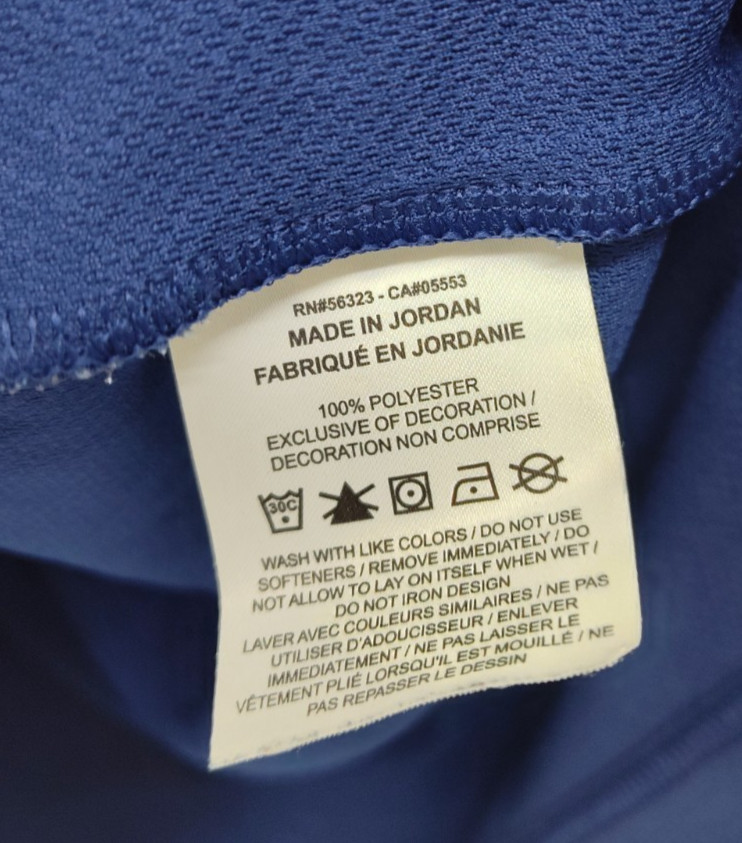 RN#56323 - CA#05553
MADE IN JORDAN
FABRIQUÉ EN JORDANIE
100% POLYESTER
EXCLUSIVE OF DECORATION /
DECORATION NON COMPRISE
30C
WASH WITH LIKE COLORS / DO NOT USE
SOFTENERS / REMOVE IMMEDIATELY / DO
NOT ALLOW TO LAY ON ITSELF WHEN WET /
DO NOT IRON DESIGN
LAVER AVEC COULEURS SIMILAIRES / NE PAS
UTILISER D'ADOUCISSEUR / ENLEVER
IMMEDIATEMENT / NE PAS LAISSER LE
VÊTEMENT PLIÉ LORSQU'IL EST MOUILLÉ / NE
PAS REPASSER LE DESSIN